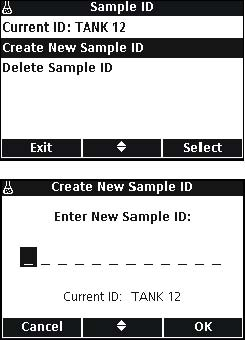 Sample ID
Current ID: TANK 12
Create New Sample ID
Delete Sample ID
Exit Select
Create New Sample ID
Enter New Sample ID:
_ _ _ _ _ _ _ _ _ _ _ _
Current ID: TANK 12
Cancel OK